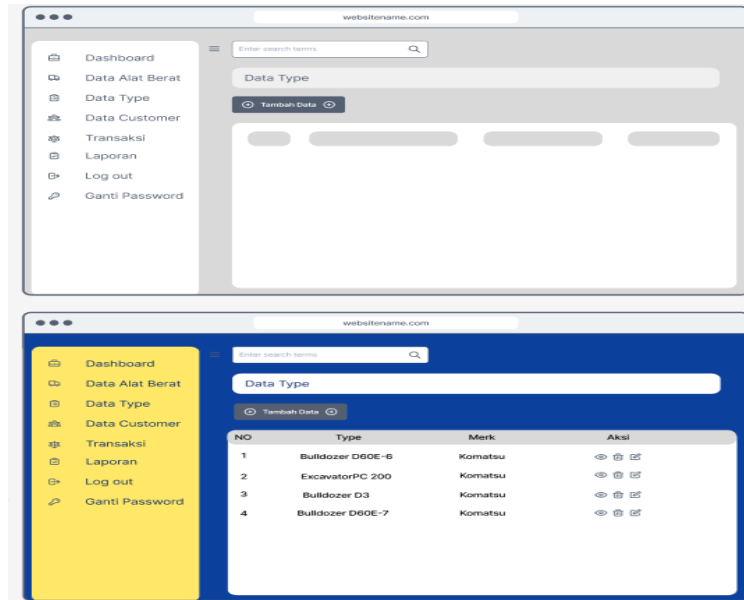 websitename.com
Enter search terms.
Dashboard
Data Alat Berat
Data Type
Data Type
Data Customer
Tambah Data
Transaksi
Laporan
Log out
Ganti Password
websitename.com
Enter search terms
Dashboard
Data Alat Berat
Data Type
Data Type
Data Customer
Tambah Data
Transaksi
Laporan
Log out
Ganti Password
NO Type Merk Aksi
1 Bulldozer D60E-6 Komatsu
2 ExcavatorPC 200 Komatsu
3 Bulldozer D3 Komatsu
4 Bulldozer D60E-7 Komatsu